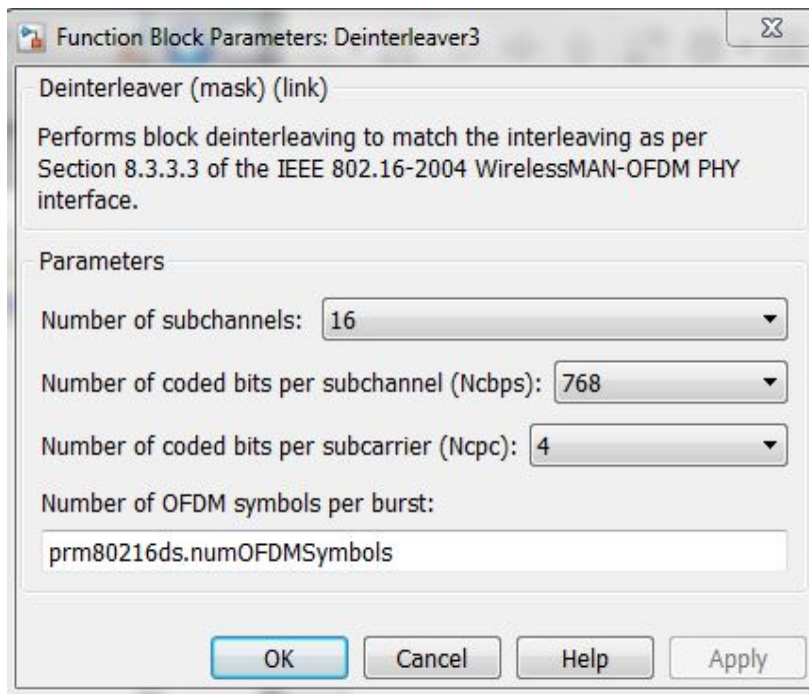 Function Block Parameters: Deinterleaver3
Deinterleaver (mask) (link)
Performs block deinterleaving to match the interleaving as per
Section 8.3.3.3 of the IEEE 802.16-2004 WirelessMAN-OFDM PHY
interface.
Parameters
Number of subchannels: 16
Number of coded bits per subchannel (Ncbps): 768
Number of coded bits per subcarrier (Ncpc): 4
Number of OFDM symbols per burst:
prm80216ds.numOFDMSymbols
OK Cancel Help Apply